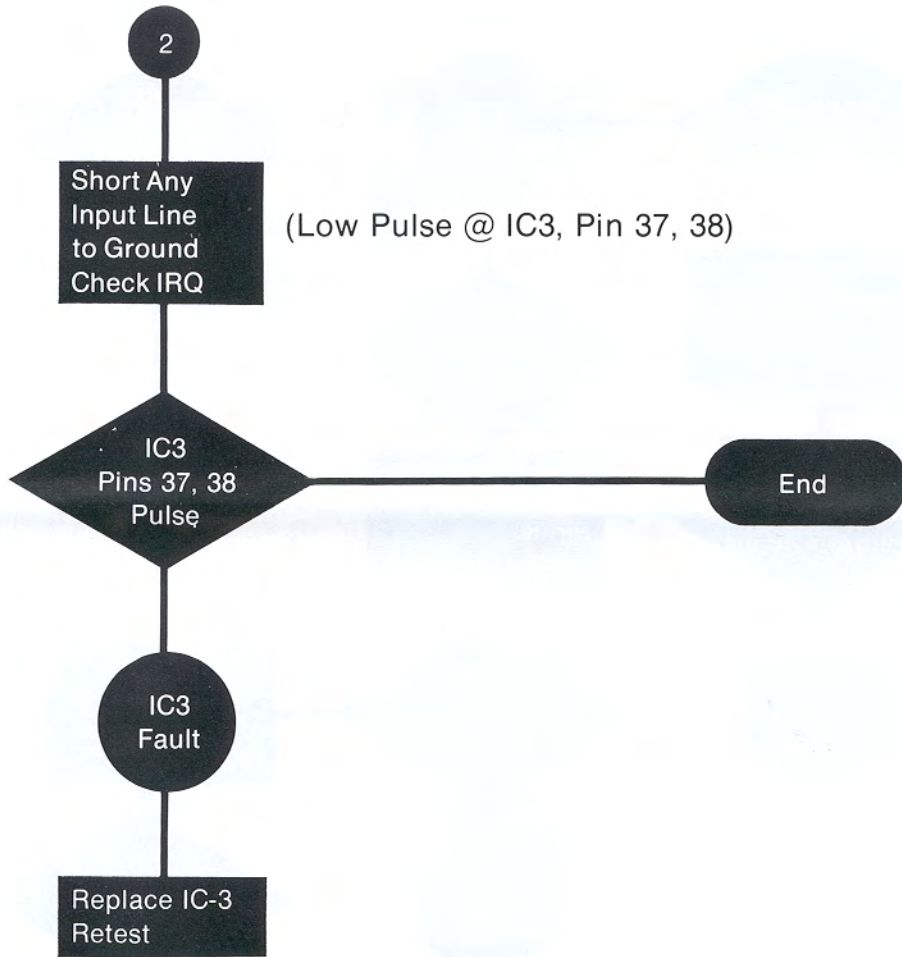 2
Short Any
Input Line
to Ground
Check IRQ
(Low Pulse @ IC3, Pin 37, 38)
IC3
Pins 37, 38
Pulse
End
IC3
Fault
Replace IC-3
Retest